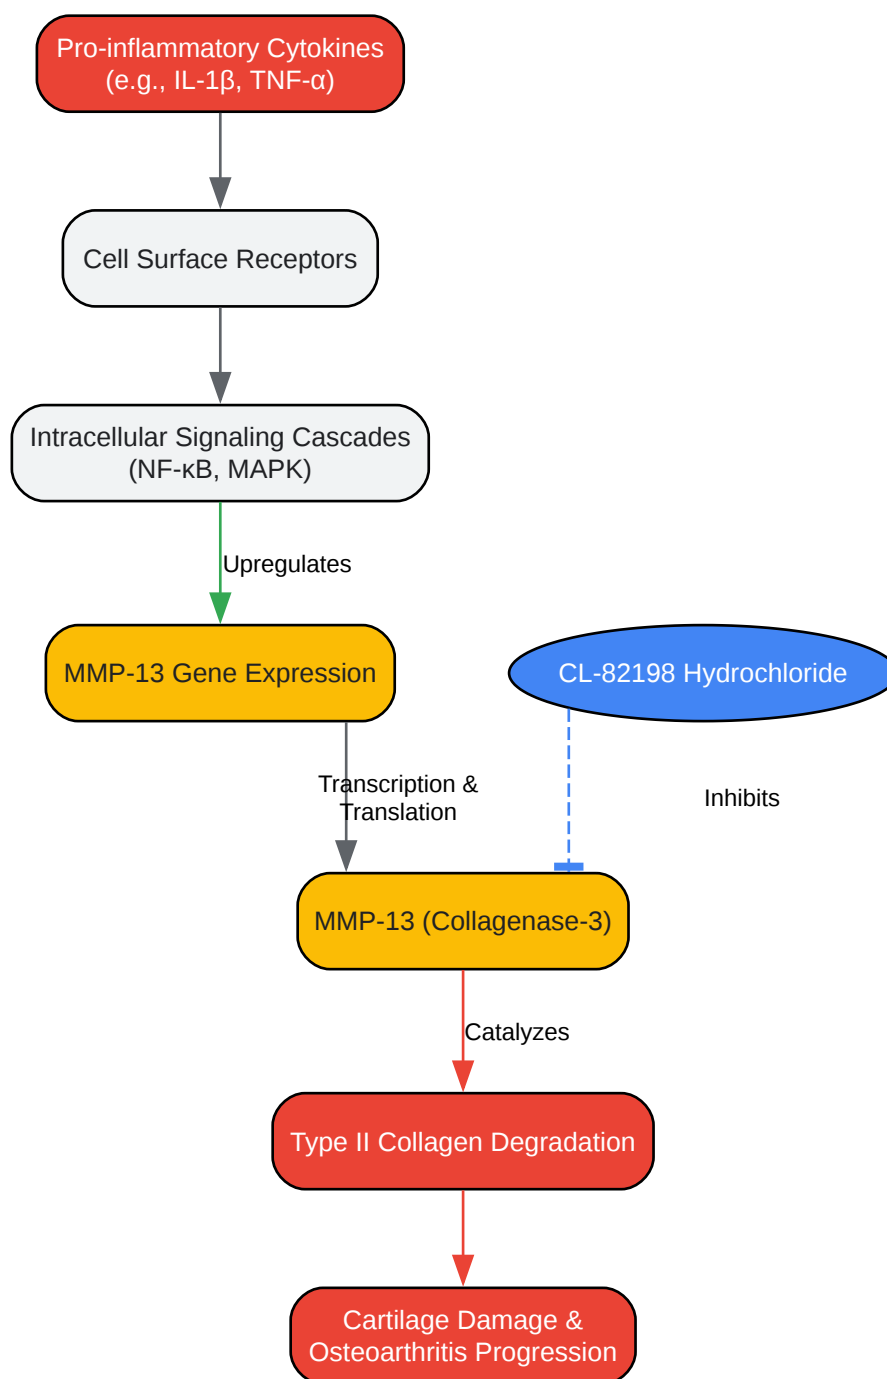 Pro-inflammatory Cytokines
(e.g., IL-1β, TNF-α)
Cell Surface Receptors
Intracellular Signaling Cascades
(NF-κB, MAPK)
Upregulates
MMP-13 Gene Expression
CL-82198 Hydrochloride
Transcription &
Translation
Inhibits
MMP-13 (Collagenase-3)
Catalyzes
Type II Collagen Degradation
Cartilage Damage &
Osteoarthritis Progression